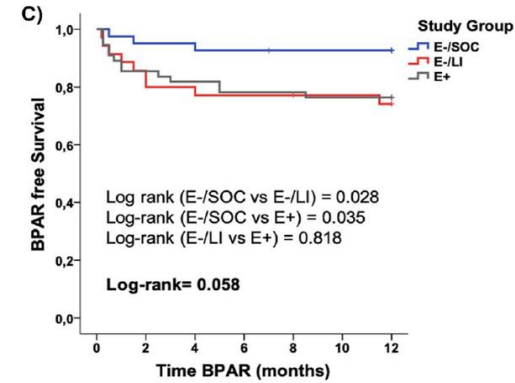 C)
Study Group
E-/SOC
E-/LI
E+
BPAR free Survival
1,0
0,8
0,6
0,4
0,2
0,0
Log rank (E-/SOC vs E-/LI) = 0.028
Log-rank (E-/SOC vs E+) = 0.035
Log-rank (E-/LI vs E+) = 0.818
Log-rank= 0.058
0 2 4 6 8 10 12
Time BPAR (months)